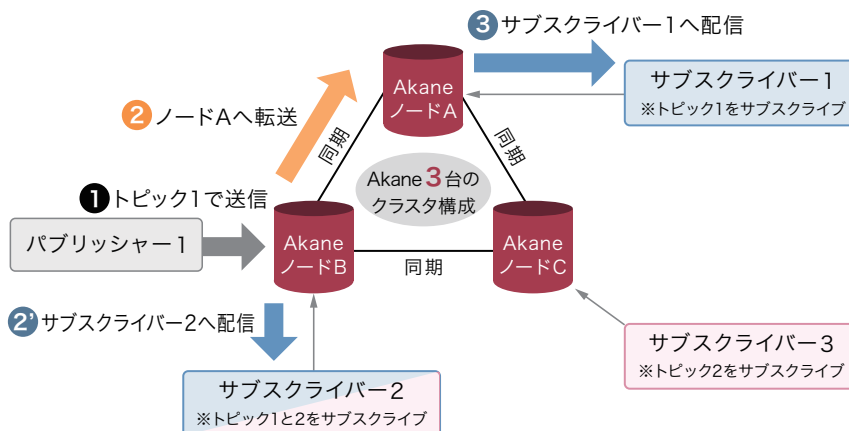 3 サブスクライバー1へ配信
Akane
ノードA
サブスクライバー1
※トピック1をサブスクライブ
2 ノードAへ転送
同期
同期
Akane 3台の
クラスタ構成
1 トピック1で送信
パブリッシャー1
Akane
ノードB
同期
Akane
ノードC
2' サブスクライバー2へ配信
サブスクライバー3
※トピック2をサブスクライブ
サブスクライバー2
※トピック1と2をサブスクライブ